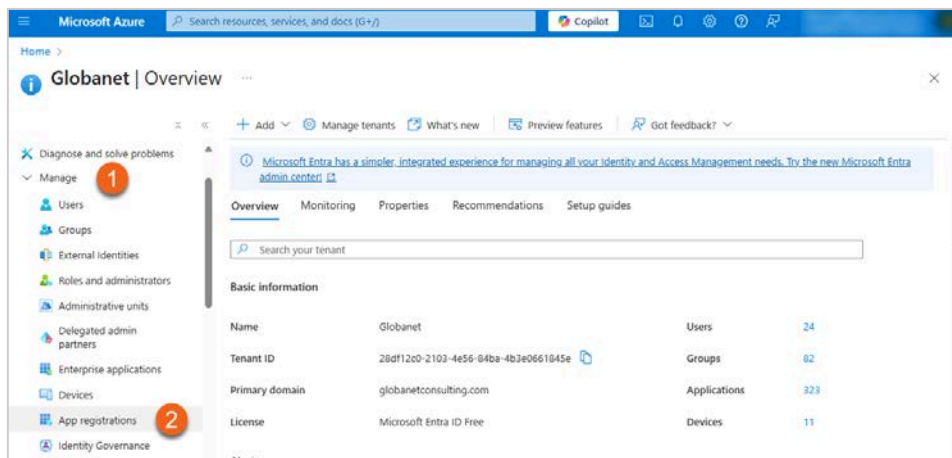 Microsoft Azure
Search resources, services, and docs (G+/)
Copilot
Home >
Globanet | Overview ...
+ Add
Manage tenants
What's new
Preview features
Got feedback?
Diagnose and solve problems
Manage
1
Users
Groups
External Identities
Roles and administrators
Administrative units
Delegated admin
partners
Enterprise applications
Devices
App registrations
2
Identity Governance
Microsoft Entra has a simpler, integrated experience for managing all your Identity and Access Management needs. Try the new Microsoft Entra
admin center!
Overview Monitoring Properties Recommendations Setup guides
Search your tenant
Basic information
Name Globanet Users 24
Tenant ID 28df12c0-2103-4e56-84ba-4b3e0661845e Groups 82
Primary domain globanetconsulting.com Applications 323
License Microsoft Entra ID Free Devices 11